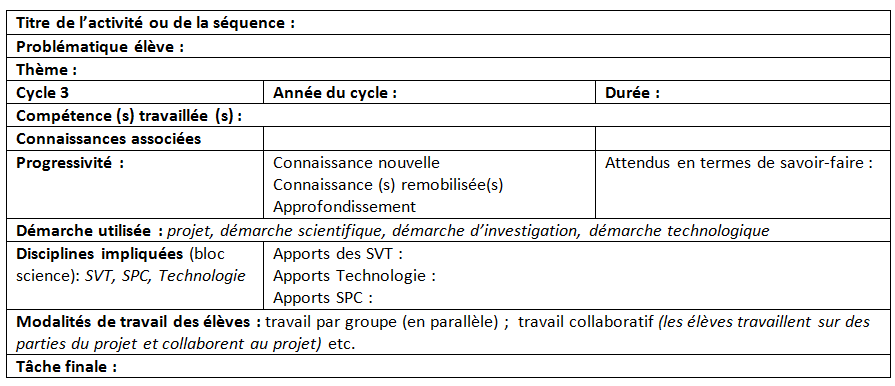 Titre de l’activité ou de la séquence :
Problématique élève :
Thème :
Cycle 3 Année du cycle : Durée :
Compétence (s) travaillée (s) :
Connaissances associées
Progressivité : Connaissance nouvelle Attendus en termes de savoir-faire :
Connaissance (s) remobilisée(s)
Approfondissement
Démarche utilisée : projet, démarche scientifique, démarche d’investigation, démarche technologique
Disciplines impliquées (bloc Apports des SVT :
science): SVT, SPC, Technologie Apports Technologie :
Apports SPC :
Modalités de travail des élèves : travail par groupe (en parallèle) ; travail collaboratif (les élèves travaillent sur des
parties du projet et collaborent au projet) etc.
Tâche finale :